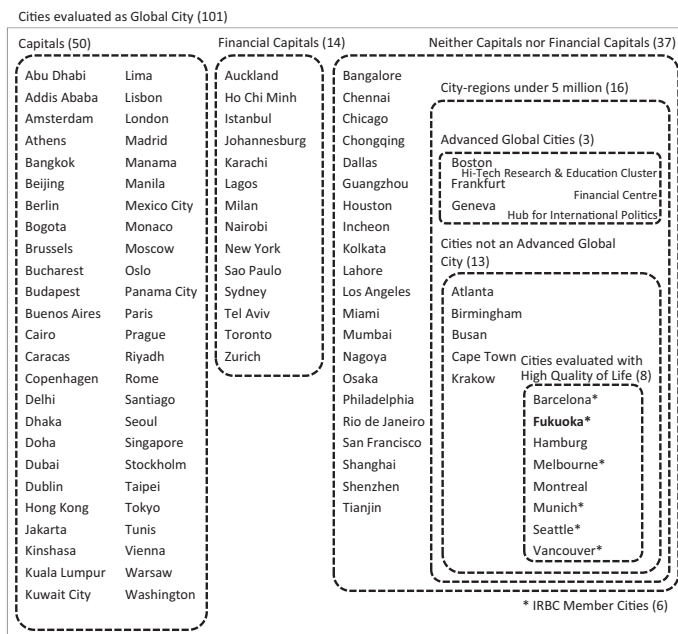 Cities evaluated as Global City (101)
Capitals (50)
Abu Dhabi
Addis Ababa
Amsterdam
Athens
Bangkok
Beijing
Berlin
Bogota
Brussels
Bucharest
Budapest
Buenos Aires
Cairo
Caracas
Copenhagen
Delhi
Dhaka
Doha
Dubai
Dublin
Hong Kong
Jakarta
Kinshasa
Kuala Lumpur
Kuwait City
Lima
Lisbon
London
Madrid
Manama
Manila
Mexico City
Monaco
Moscow
Oslo
Panama City
Paris
Prague
Riyadh
Rome
Santiago
Seoul
Singapore
Stockholm
Taipei
Tokyo
Tunis
Vienna
Warsaw
Washington
Financial Capitals (14)
Auckland
Ho Chi Minh
Istanbul
Johannesburg
Karachi
Lagos
Milan
Nairobi
New York
Sao Paulo
Sydney
Tel Aviv
Toronto
Zurich
Neither Capitals nor Financial Capitals (37)
Bangalore
Chennai
Chicago
Chongqing
Dallas
Guangzhou
Houston
Incheon
Kolkata
Lahore
Los Angeles
Miami
Mumbai
Nagoya
Osaka
Philadelphia
Rio de Janeiro
San Francisco
Shanghai
Shenzhen
Tianjin
City-regions under 5 million (16)
Advanced Global Cities (3)
Boston
Hi-Tech Research & Education Cluster
Frankfurt
Financial Centre
Geneva
Hub for International Politics
Cities not an Advanced Global
City (13)
Atlanta
Birmingham
Busan
Cape Town
Krakow
Cities evaluated with
High Quality of Life (8)
Barcelona*
Fukuoka*
Hamburg
Melbourne*
Montreal
Munich*
Seattle*
Vancouver*
* IRBC Member Cities (6)